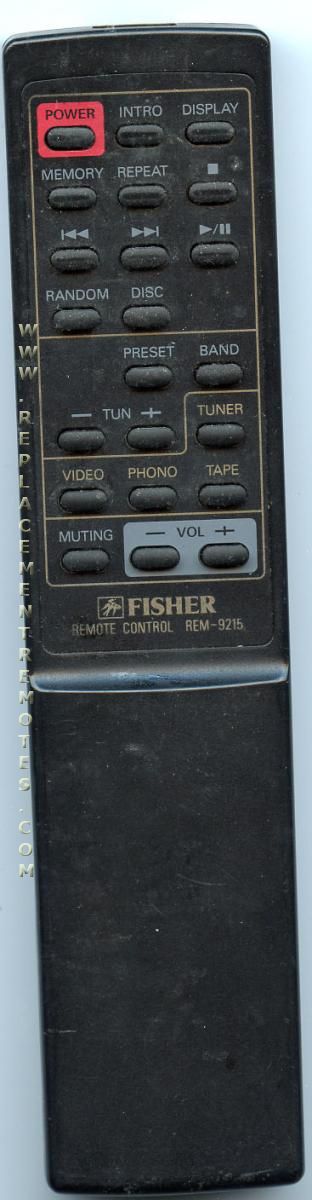 POWER INTRO DISPLAY
MEMORY REPEAT ■
|◀◀ ▶▶| ▶/❚❚
RANDOM DISC
PRESET BAND
− TUN + TUNER
VIDEO PHONO TAPE
MUTING − VOL +
FISHER
REMOTE CONTROL REM-9215
WWW.REPLACEMENTREMOTES.COM